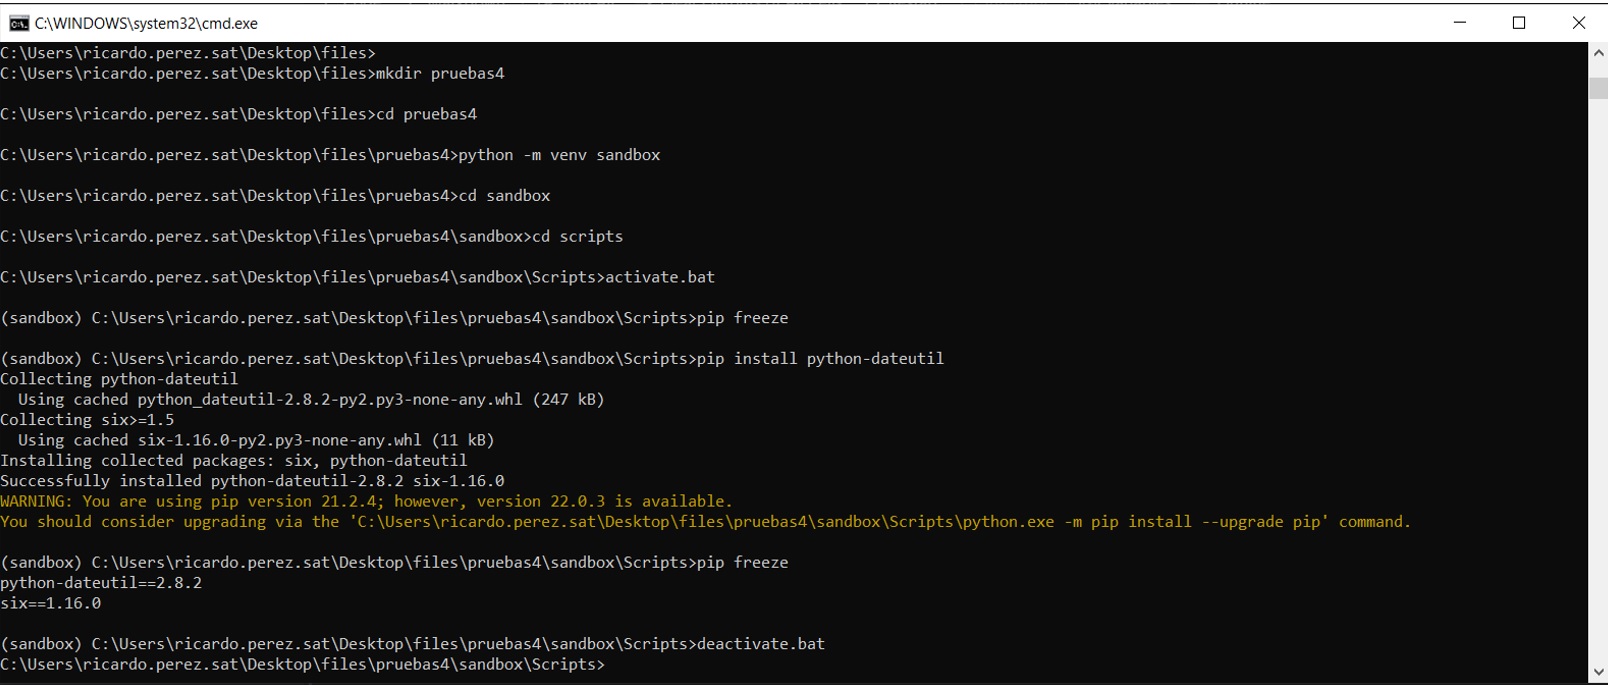 C:\WINDOWS\system32\cmd.exe
C:\Users\ricardo.perez.sat\Desktop\files>
C:\Users\ricardo.perez.sat\Desktop\files>mkdir pruebas4
C:\Users\ricardo.perez.sat\Desktop\files>cd pruebas4
C:\Users\ricardo.perez.sat\Desktop\files\pruebas4>python -m venv sandbox
C:\Users\ricardo.perez.sat\Desktop\files\pruebas4>cd sandbox
C:\Users\ricardo.perez.sat\Desktop\files\pruebas4\sandbox>cd scripts
C:\Users\ricardo.perez.sat\Desktop\files\pruebas4\sandbox\Scripts>activate.bat
(sandbox) C:\Users\ricardo.perez.sat\Desktop\files\pruebas4\sandbox\Scripts>pip freeze
(sandbox) C:\Users\ricardo.perez.sat\Desktop\files\pruebas4\sandbox\Scripts>pip install python-dateutil
Collecting python-dateutil
  Using cached python_dateutil-2.8.2-py2.py3-none-any.whl (247 kB)
Collecting six>=1.5
  Using cached six-1.16.0-py2.py3-none-any.whl (11 kB)
Installing collected packages: six, python-dateutil
Successfully installed python-dateutil-2.8.2 six-1.16.0
WARNING: You are using pip version 21.2.4; however, version 22.0.3 is available.
You should consider upgrading via the 'C:\Users\ricardo.perez.sat\Desktop\files\pruebas4\sandbox\Scripts\python.exe -m pip install --upgrade pip' command.
(sandbox) C:\Users\ricardo.perez.sat\Desktop\files\pruebas4\sandbox\Scripts>pip freeze
python-dateutil==2.8.2
six==1.16.0
(sandbox) C:\Users\ricardo.perez.sat\Desktop\files\pruebas4\sandbox\Scripts>deactivate.bat
C:\Users\ricardo.perez.sat\Desktop\files\pruebas4\sandbox\Scripts>